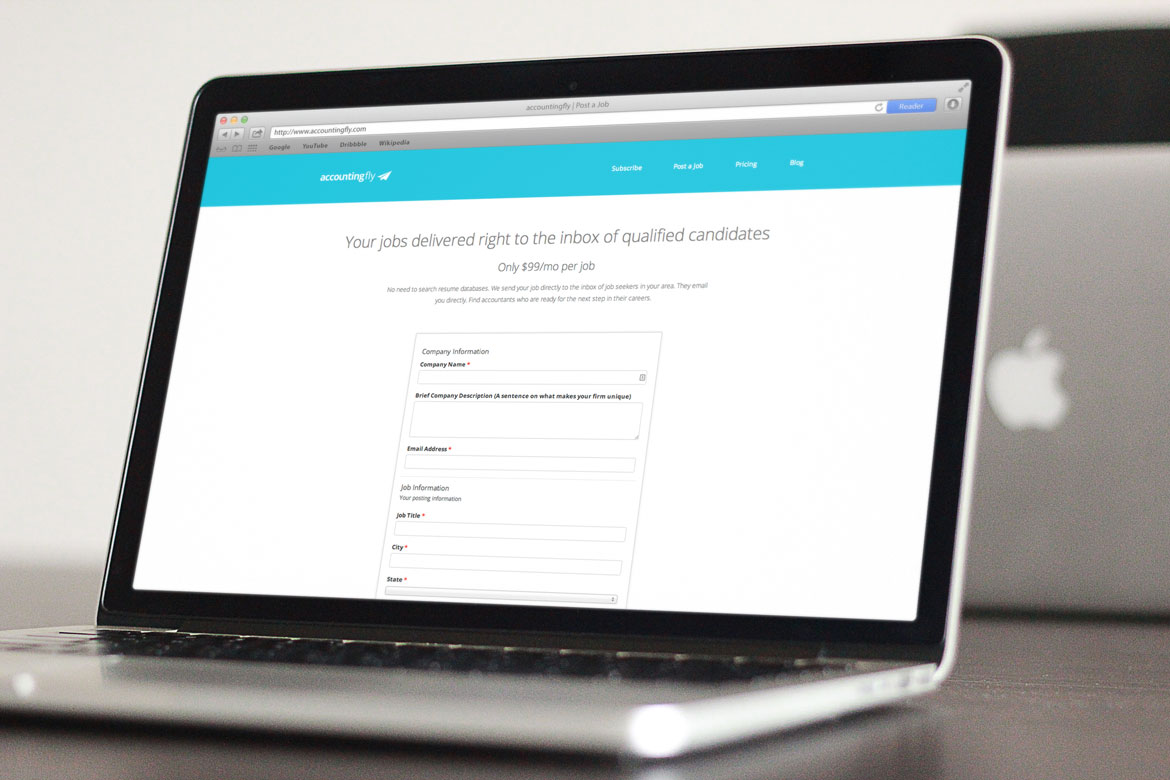 accountingfly | Post a Job
http://www.accountingfly.com
Reader
Google YouTube Dribbble Wikipedia
accountingfly
Subscribe Post a Job Pricing Blog
Your jobs delivered right to the inbox of qualified candidates
Only $99/mo per job
No need to search resume databases. We send your job directly to the inbox of job seekers in your area. They email
you directly. Find accountants who are ready for the next step in their careers.
Company Information
Company Name *
Brief Company Description (A sentence on what makes your firm unique)
Email Address *
Job Information
Your posting information
Job Title *
City *
State *